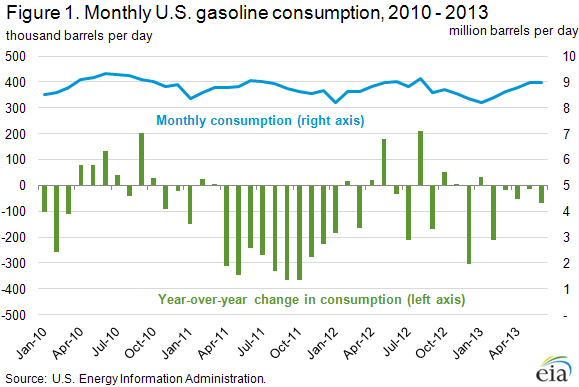 Figure 1. Monthly U.S. gasoline consumption, 2010 - 2013
thousand barrels per day
million barrels per day
500
400
300
200
100
0
-100
-200
-300
-400
-500
10
9
8
7
6
5
4
3
2
1
-
Monthly consumption (right axis)
Year-over-year change in consumption (left axis)
Jan-10
Apr-10
Jul-10
Oct-10
Jan-11
Apr-11
Jul-11
Oct-11
Jan-12
Apr-12
Jul-12
Oct-12
Jan-13
Apr-13
Source: U.S. Energy Information Administration.
eia